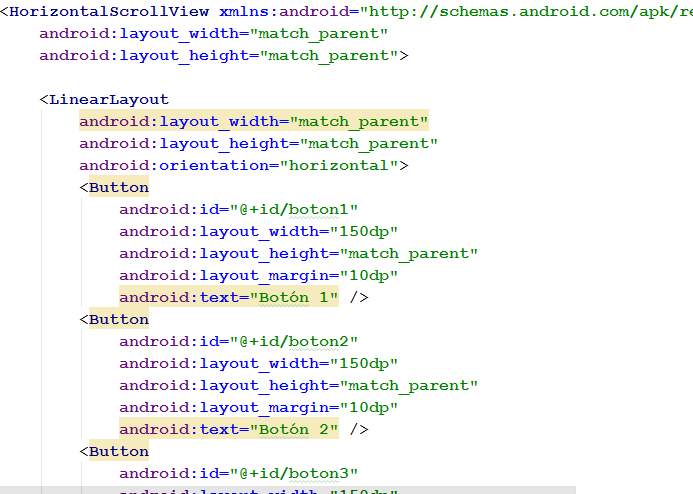 <HorizontalScrollView xmlns:android="http://schemas.android.com/apk/re
android:layout_width="match_parent"
android:layout_height="match_parent">
<LinearLayout
android:layout_width="match_parent"
android:layout_height="match_parent"
android:orientation="horizontal">
<Button
android:id="@+id/boton1"
android:layout_width="150dp"
android:layout_height="match_parent"
android:layout_margin="10dp"
android:text="Botón 1" />
<Button
android:id="@+id/boton2"
android:layout_width="150dp"
android:layout_height="match_parent"
android:layout_margin="10dp"
android:text="Botón 2" />
<Button
android:id="@+id/boton3"
android:layout_width="150dp"